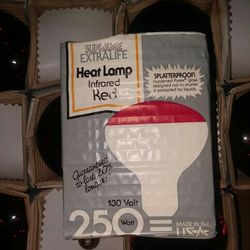 SUPREME
EXTRALIFE
Heat Lamp
Infrared
Red
SPLATTERPROOF!
Hardened Pyrex® glass
designed not to shatter
if contacted by liquids.
Guaranteed
to last 20%
longer.
130 Volt
250 Watt
MADE IN THE
USA